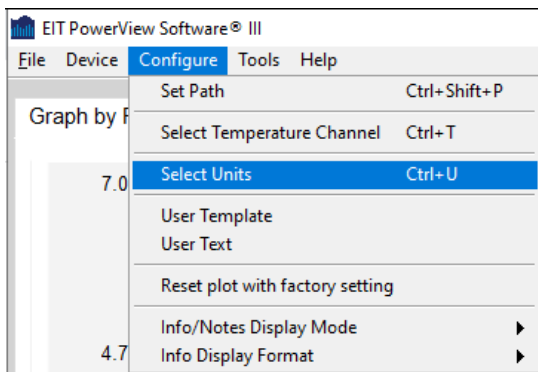 EIT PowerView Software® III
File Device Configure Tools Help
Set Path Ctrl+Shift+P
Graph by
Select Temperature Channel Ctrl+T
Select Units Ctrl+U
7.0
User Template
User Text
Reset plot with factory setting
Info/Notes Display Mode
4.7
Info Display Format